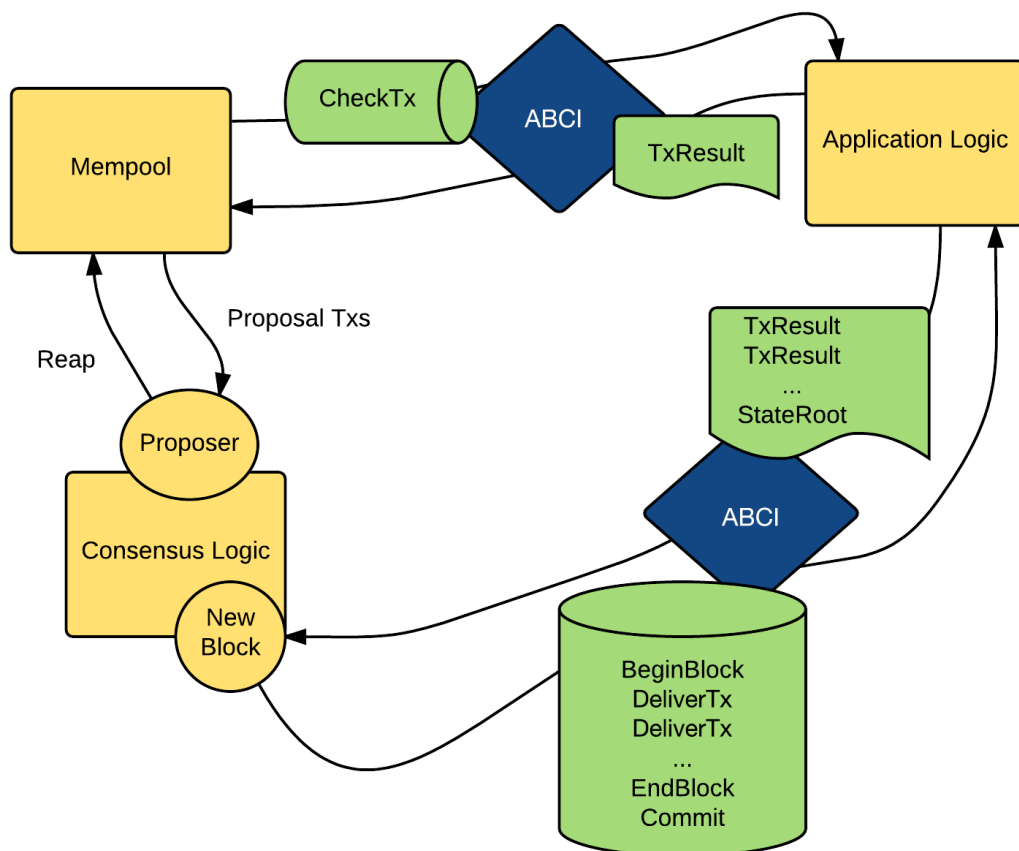 CheckTx
ABCI
TxResult
Mempool
Application Logic
Proposal Txs
Reap
TxResult
TxResult
...
StateRoot
Proposer
ABCI
Consensus Logic
New
Block
BeginBlock
DeliverTx
DeliverTx
...
EndBlock
Commit